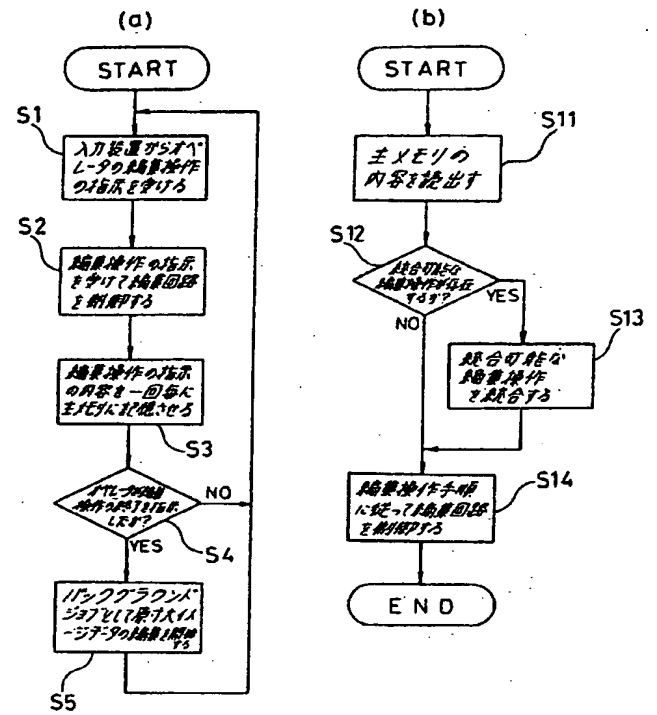 (a)
START
S1
入力装置からオペ
レータの編集操作
の指示を受ける
S2
編集操作の指示
を受けて編集回路
を制御する
編集操作の指示
の内容を一回毎に
主メモリに記憶させる
S3
オペレータが編集
操作の終了を指示
したか?
NO
S4
YES
バックグラウンド
ジョブとして原寸大イメ
ージデータの編集を開始
する
S5
(b)
START
S11
主メモリの
内容を読出す
S12
統合可能な
編集操作が存在
するか?
YES
NO
S13
統合可能な
編集操作
を統合する
S14
編集操作手順
に従って編集回路
を制御する
END